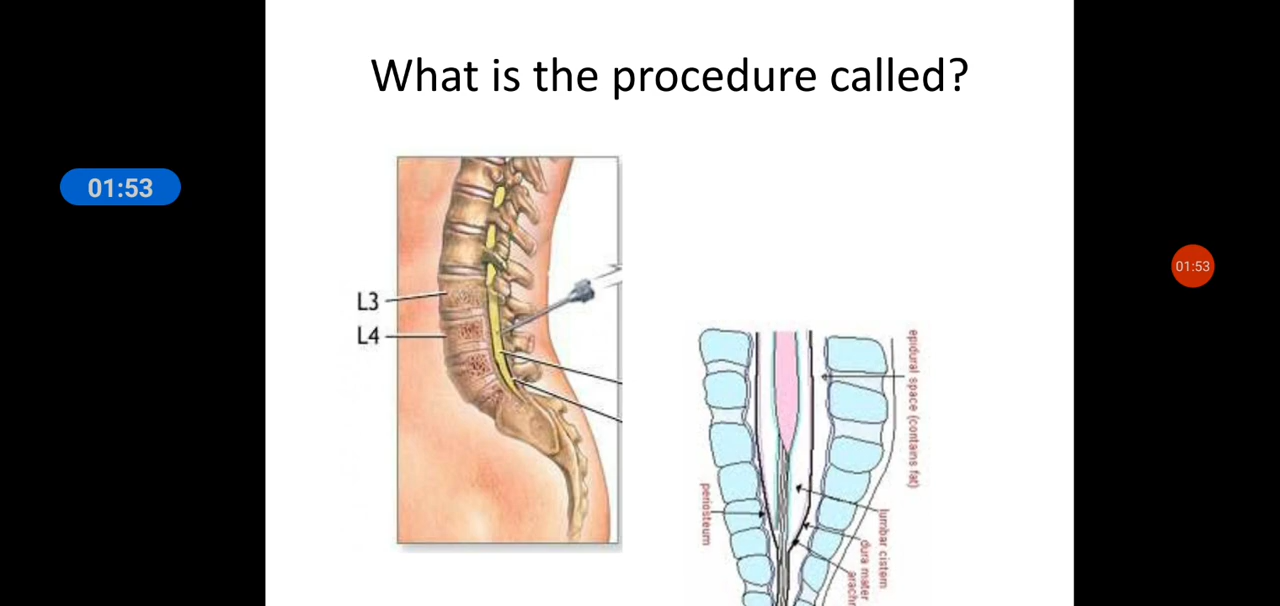 What is the procedure called?
01:53
01:53
L3
L4
epidural space (contains fat)
periosteum
lumbar cistern
dura mater